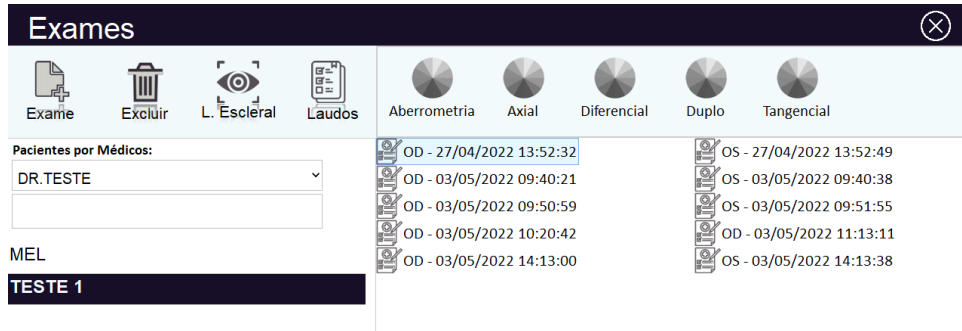 Exames
Exame Excluir L. Escleral Laudos Aberrometria Axial Diferencial Duplo Tangencial
Pacientes por Médicos:
DR.TESTE
MEL
TESTE 1
OD - 27/04/2022 13:52:32 OS - 27/04/2022 13:52:49
OD - 03/05/2022 09:40:21 OS - 03/05/2022 09:40:38
OD - 03/05/2022 09:50:59 OS - 03/05/2022 09:51:55
OD - 03/05/2022 10:20:42 OD - 03/05/2022 11:13:11
OD - 03/05/2022 14:13:00 OS - 03/05/2022 14:13:38